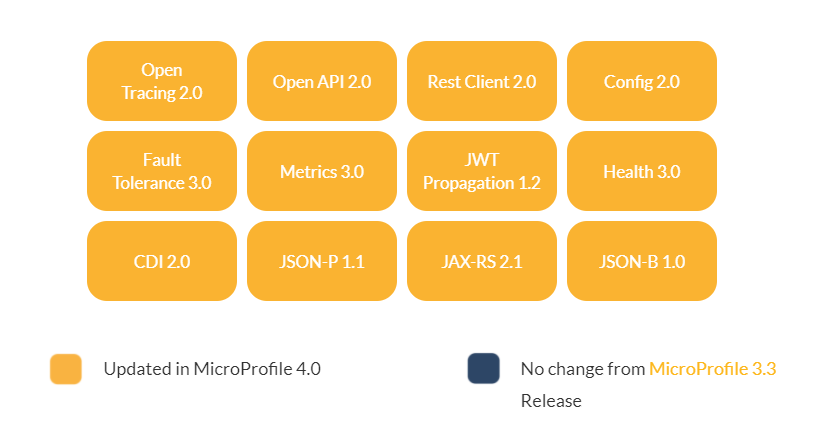 Open
Tracing 2.0
Open API 2.0
Rest Client 2.0
Config 2.0
Fault
Tolerance 3.0
Metrics 3.0
JWT
Propagation 1.2
Health 3.0
CDI 2.0
JSON-P 1.1
JAX-RS 2.1
JSON-B 1.0
Updated in MicroProfile 4.0
No change from MicroProfile 3.3
Release